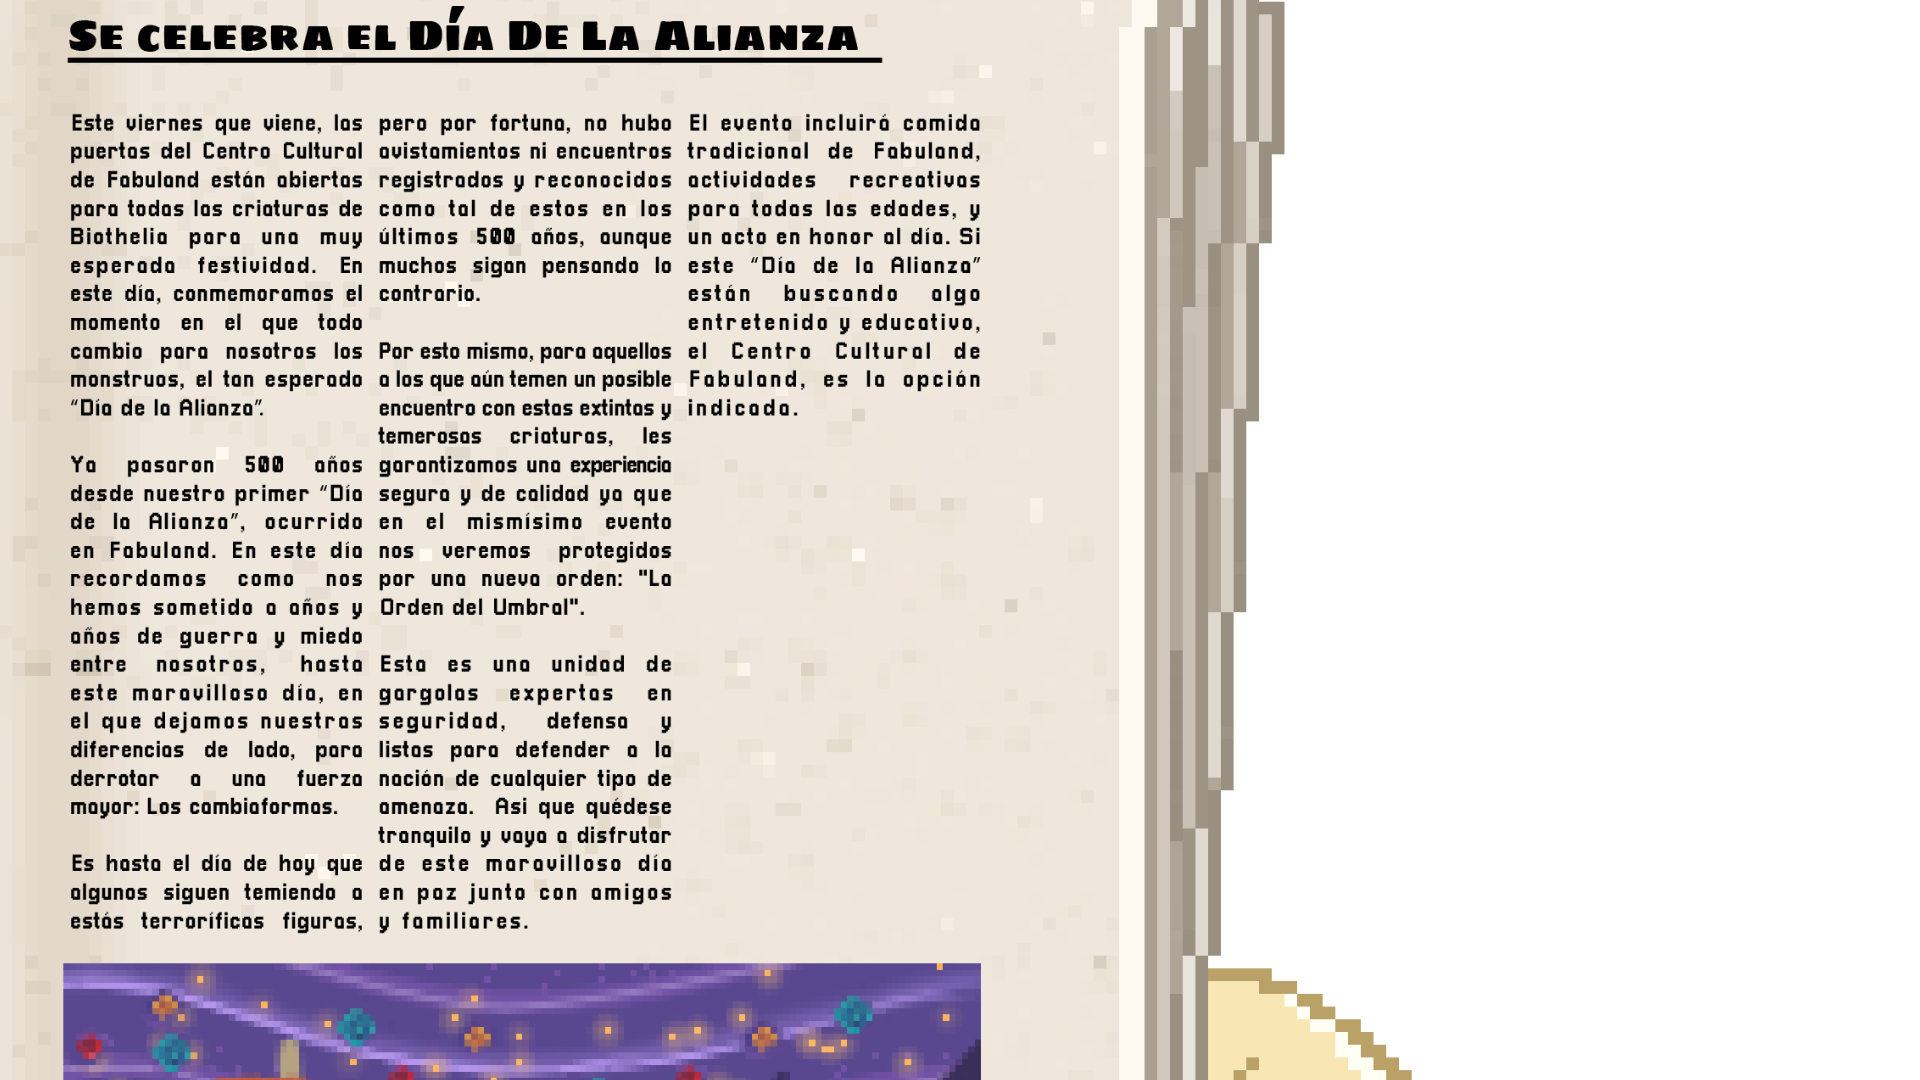 Se celebra el Día De La Alianza
Este viernes que viene, las
puertas del Centro Cultural
de Fabuland están abiertas
para todas las criaturas de
Biothelia para una muy
esperada festividad. En
este día, conmemoramos el
momento en el que todo
cambio para nosotros los
monstruos, el tan esperado
“Día de la Alianza”.
Ya pasaron 500 años
desde nuestro primer “Día
de la Alianza”, ocurrido
en Fabuland. En este día
recordamos como nos
hemos sometido a años y
años de guerra y miedo
entre nosotros, hasta
este maravilloso día, en
el que dejamos nuestras
diferencias de lado, para
derrotar a una fuerza
mayor: Los cambiaformas.
Es hasta el día de hoy que
algunos siguen temiendo a
estás terroríficas figuras,
pero por fortuna, no hubo
avistamientos ni encuentros
registrados y reconocidos
como tal de estos en los
últimos 500 años, aunque
muchos sigan pensando lo
contrario.
Por esto mismo, para aquellos
a los que aún temen un posible
encuentro con estas extintas y
temerosas criaturas, les
garantizamos una experiencia
segura y de calidad ya que
en el mismísimo evento
nos veremos protegidos
por una nueva orden: "La
Orden del Umbral".
Esta es una unidad de
gargolas expertas en
seguridad, defensa y
listas para defender a la
nación de cualquier tipo de
amenaza. Asi que quédese
tranquilo y vaya a disfrutar
de este maravilloso día
en paz junto con amigos
y familiares.
El evento incluirá comida
tradicional de Fabuland,
actividades recreativas
para todas las edades, y
un acto en honor al día. Si
este “Día de la Alianza”
están buscando algo
entretenido y educativo,
el Centro Cultural de
Fabuland, es la opción
indicada.